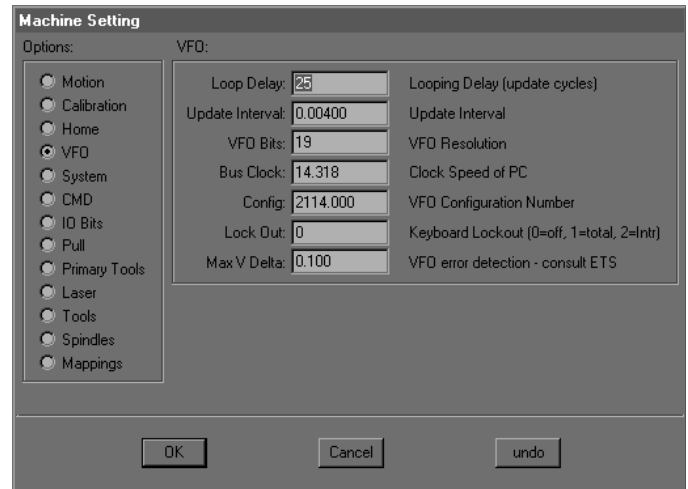 Machine Setting
Options:
Motion
Calibration
Home
VFO
System
CMD
IO Bits
Pull
Primary Tools
Laser
Tools
Spindles
Mappings
VFO:
Loop Delay: 25 Looping Delay (update cycles)
Update Interval: 0.00400 Update Interval
VFO Bits: 19 VFO Resolution
Bus Clock: 14.318 Clock Speed of PC
Config: 2114.000 VFO Configuration Number
Lock Out: 0 Keyboard Lockout (0=off, 1=total, 2=Intr)
Max V Delta: 0.100 VFO error detection - consult ETS
OK Cancel undo